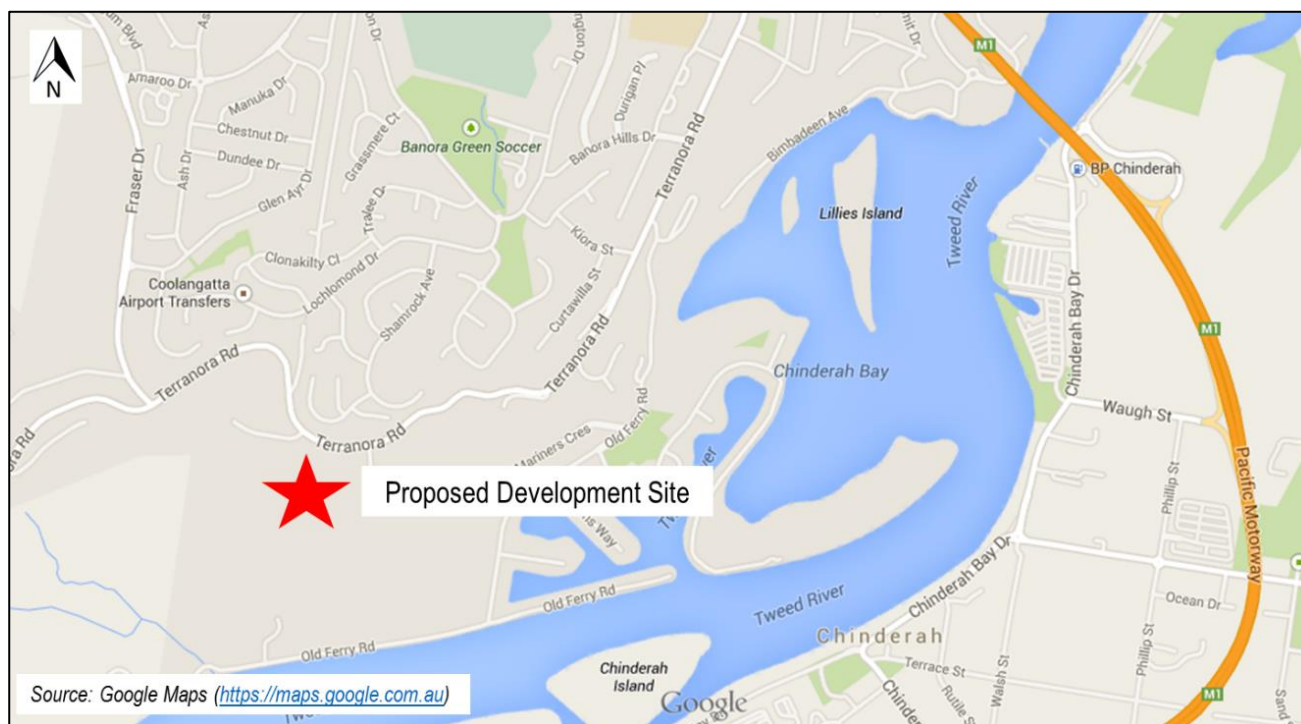 M1
Amaroo Dr
Manuka Dr
Chestnut Dr
Dundee Dr
Ash Dr
Glen Ayr Dr
Fraser Dr
Grassmere Ct
Tralee D
Banora Green Soccer
Durigan Pl
Banora Hills Dr
Terranora Rd
Bimbadeen Ave
Lillies Island
Tweed River
BP Chinderah
Clonakilty Cl
Coolangatta
Airport Transfers
Lochlomond Dr
Shamrock Ave
Kiora St
Curtawilla St
Terranora Rd
Terranora Rd
Terranora Rd
Chinderah Bay
Chinderah Bay Dr
M1
Waugh St
Old Ferry Rd
Mariners Cres
N
Proposed Development Site
Phillip St
Pacific Motorway
Chinderah Bay Dr
Old Ferry Rd
Tweed River
Chinderah
Ocean Dr
Phillip St
Terrace St
Walsh St
Rutile St
Old Ferry Rd
Chinderah
Island
Google
M1
Source: Google Maps (https://maps.google.com.au)